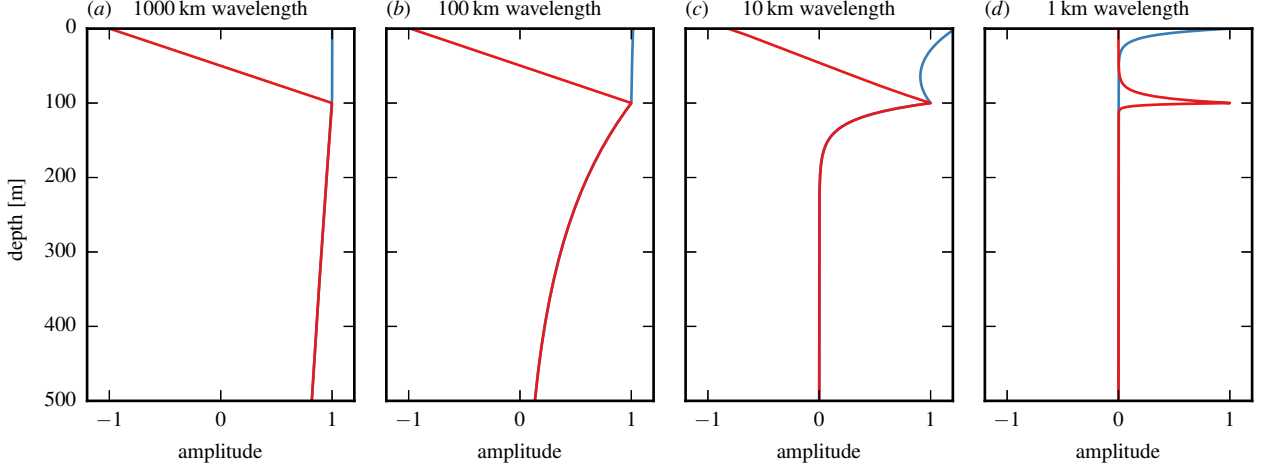 (a) 1000 km wavelength
(b) 100 km wavelength
(c) 10 km wavelength
(d) 1 km wavelength
0
100
200
300
400
500
depth [m]
−1 0 1
−1 0 1
−1 0 1
−1 0 1
amplitude
amplitude
amplitude
amplitude